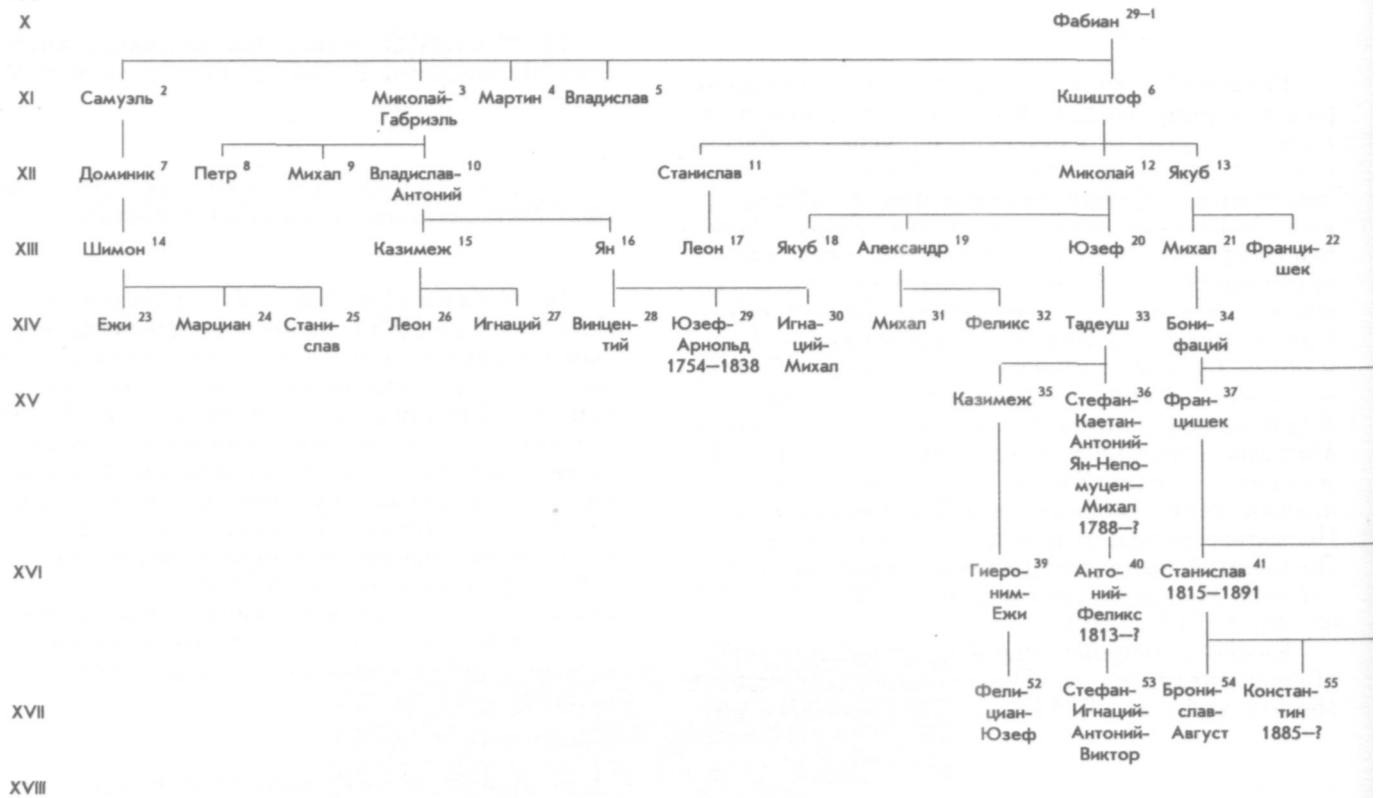 X Фабиан 29—1
XI Самуэль 2 Миколай- 3 Мартин 4 Владислав 5 Кшиштоф 6
Габриэль
XII Доминик 7 Петр 8 Михал 9 Владислав- 10 Станислав 11 Миколай 12 Якуб 13
Антоний
XIII Шимон 14 Казимеж 15 Ян 16 Леон 17 Якуб 18 Александр 19 Юзеф 20 Михал 21 Франци- 22
шек
XIV Ежи 23 Марциан 24 Стани- 25 Леон 26 Игнаций 27 Винцен- 28 Юзеф- 29 Игна- 30 Михал 31 Феликс 32 Тадеуш 33 Бони- 34
слав тий Арнольд ций- фаций
1754—1838 Михал
XV Казимеж 35 Стефан- 36 Фран- 37
Каетан- цишек
Антоний-
Ян-Непо-
муцен—
Михал
1788—?
XVI Гиеро- 39 Анто- 40 Станислав 41
ним- ний- 1815—1891
Ежи Феликс
1813—?
Фели- 52 Стефан- 53 Брони- 54 Констан- 55
XVII циан- Игнаций- слав- тин
Юзеф Антоний- Август 1885—?
Виктор
XVIII